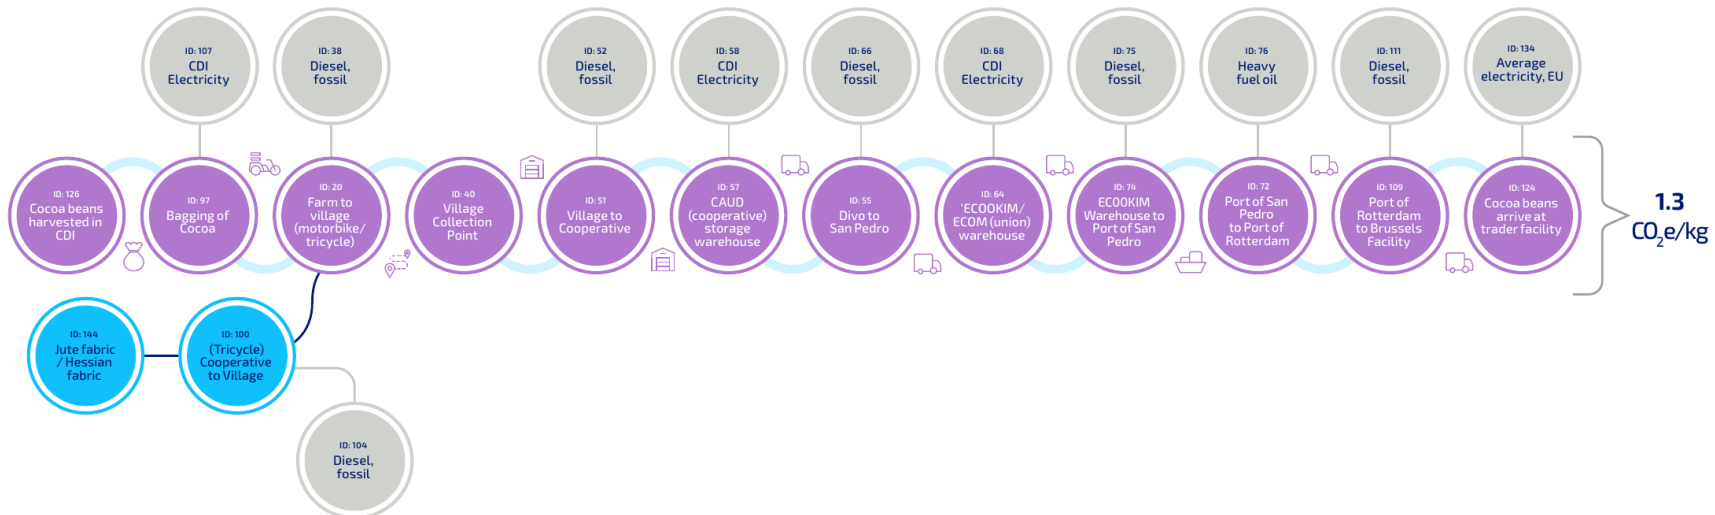 ID: 107
CDI
Electricity
ID: 38
Diesel,
fossil
ID: 52
Diesel,
fossil
ID: 58
CDI
Electricity
ID: 66
Diesel,
fossil
ID: 68
CDI
Electricity
ID: 75
Diesel,
fossil
ID: 76
Heavy
fuel oil
ID: 111
Diesel,
fossil
ID: 134
Average
electricity, EU
ID: 126
Cocoa beans
harvested in
CDI
ID: 97
Bagging of
Cocoa
ID: 20
Farm to
village
(motorbike/
tricycle)
ID: 40
Village
Collection
Point
ID: 51
Village to
Cooperative
ID: 57
CAUD
(cooperative)
storage
warehouse
ID: 55
Divo to
San Pedro
ID: 64
'ECOOKIM/
ECOM (union)
warehouse
ID: 74
ECOOKIM
Warehouse to
Port of San
Pedro
ID: 72
Port of San
Pedro
to Port of
Rotterdam
ID: 109
Port of
Rotterdam
to Brussels
Facility
ID: 124
Cocoa beans
arrive at
trader facility
1.3
CO₂e/kg
ID: 144
Jute fabric
/ Hessian
fabric
ID: 100
(Tricycle)
Cooperative
to Village
ID: 104
Diesel,
fossil